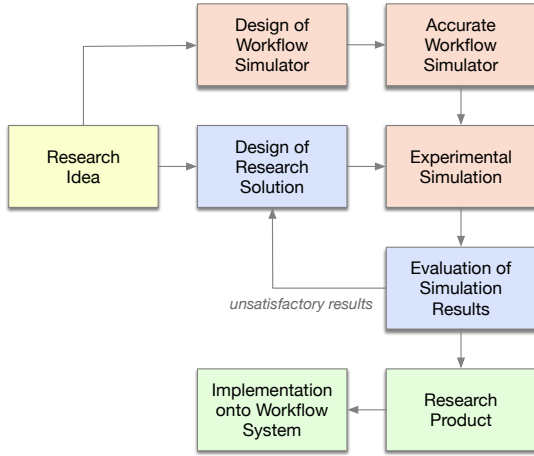 Design of
Workflow
Simulator
Accurate
Workflow
Simulator
Research
Idea
Design of
Research
Solution
Experimental
Simulation
Evaluation of
Simulation
Results
unsatisfactory results
Implementation
onto Workflow
System
Research
Product